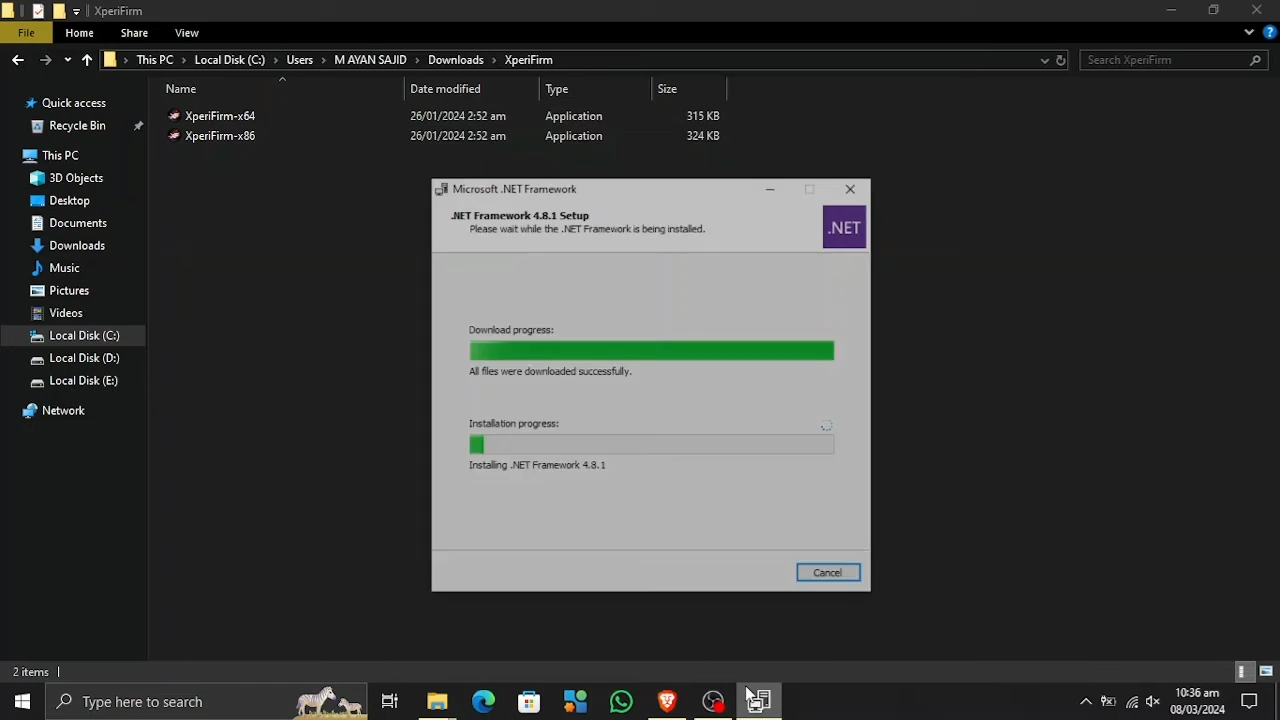 XperiFirm
File Home Share View
This PC Local Disk (C:) Users M AYAN SAJID Downloads XperiFirm
Search XperiFirm
Name Date modified Type Size
XperiFirm-x64 26/01/2024 2:52 am Application 315 KB
XperiFirm-x86 26/01/2024 2:52 am Application 324 KB
Quick access
Recycle Bin
This PC
3D Objects
Desktop
Documents
Downloads
Music
Pictures
Videos
Local Disk (C:)
Local Disk (D:)
Local Disk (E:)
Network
Microsoft .NET Framework
.NET Framework 4.8.1 Setup
Please wait while the .NET Framework is being installed.
.NET
Download progress:
All files were downloaded successfully.
Installation progress:
Installing .NET Framework 4.8.1
Cancel
2 items
Type here to search
10:36 am
08/03/2024